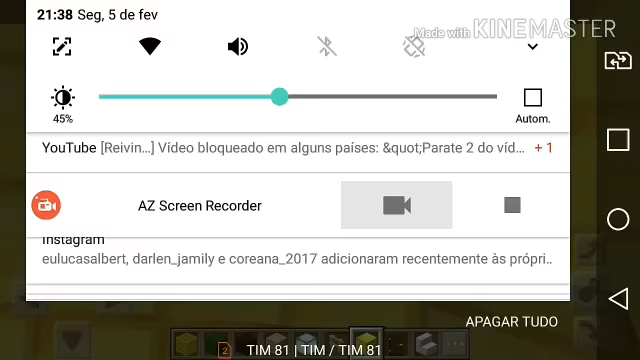 21:38 Seg, 5 de fev
Made with KINEMASTER
45%
Autom.
YouTube [Reivin...] Vídeo bloqueado em alguns países: &quot;Parate 2 do víd... + 1
AZ Screen Recorder
Instagram
eulucasalbert, darlen_jamily e coreana_2017 adicionaram recentemente às própri..
APAGAR TUDO
2 TIM 81 | TIM / TIM 81